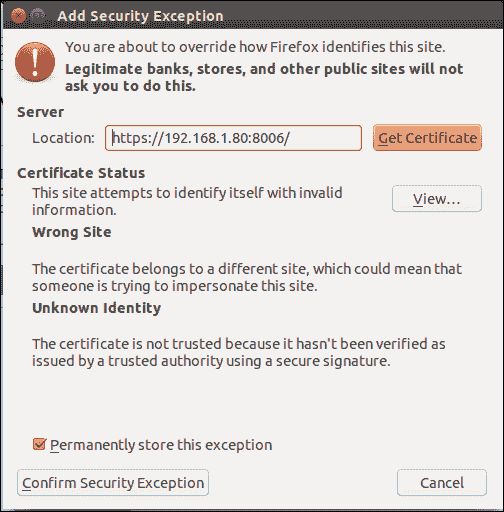 Add Security Exception
You are about to override how Firefox identifies this site.
Legitimate banks, stores, and other public sites will not
ask you to do this.
Server
Location: https://192.168.1.80:8006/ Get Certificate
Certificate Status
This site attempts to identify itself with invalid
information.
View...
Wrong Site
The certificate belongs to a different site, which could mean that
someone is trying to impersonate this site.
Unknown Identity
The certificate is not trusted because it hasn't been verified as
issued by a trusted authority using a secure signature.
Permanently store this exception
Confirm Security Exception Cancel